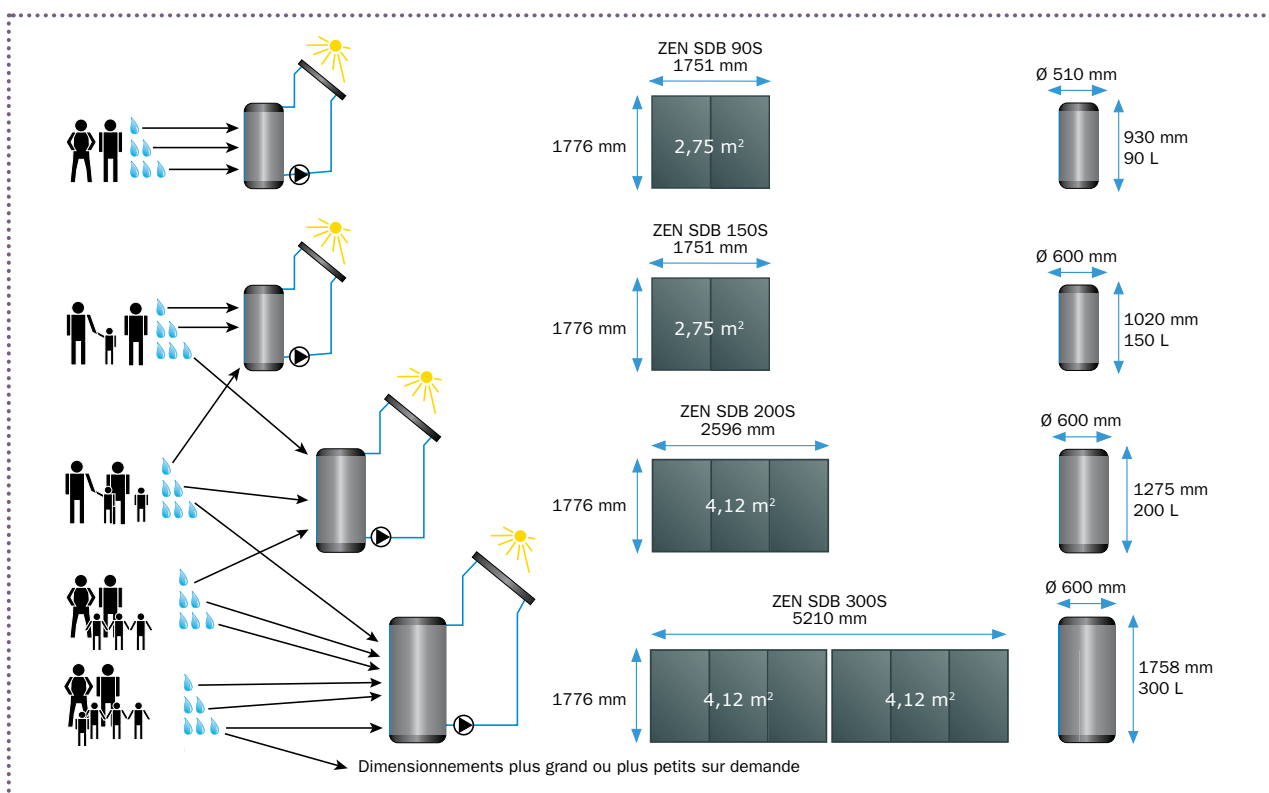 ZEN SDB 90S
1751 mm
1776 mm
2,75 m²
Ø 510 mm
930 mm
90 L
ZEN SDB 150S
1751 mm
1776 mm
2,75 m²
Ø 600 mm
1020 mm
150 L
ZEN SDB 200S
2596 mm
1776 mm
4,12 m²
Ø 600 mm
1275 mm
200 L
ZEN SDB 300S
5210 mm
1776 mm
4,12 m²
4,12 m²
Ø 600 mm
1758 mm
300 L
Dimensionnements plus grand ou plus petits sur demande